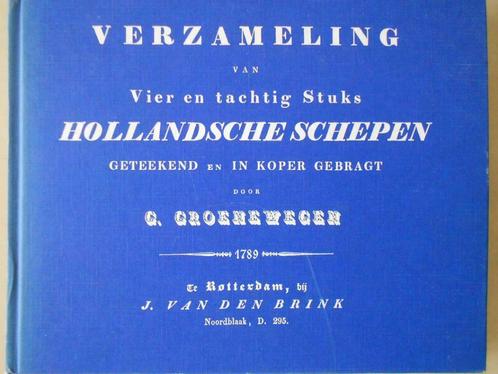 VERZAMELING
VAN
Vier en tachtig Stuks
HOLLANDSCHE SCHEPEN
GETEEKEND EN IN KOPER GEBRAGT
DOOR
G. GROENEWEGEN
1789
Te Rotterdam, bij
J. VAN DEN BRINK
Noordblaak, D. 295.